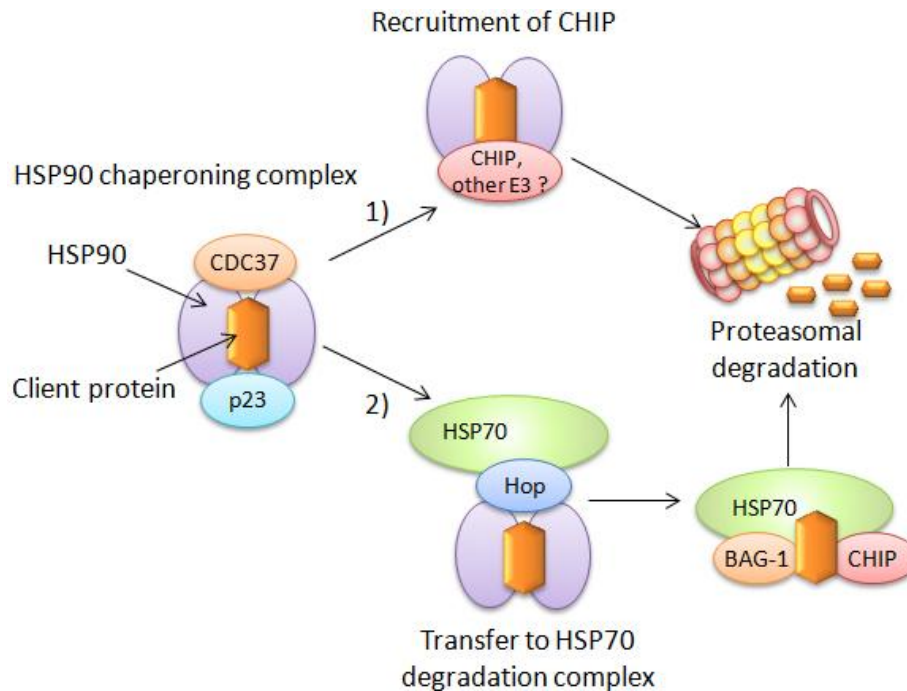 Recruitment of CHIP
CHIP,
other E3 ?
HSP90 chaperoning complex
1)
HSP90
CDC37
Client protein
p23
2)
Proteasomal
degradation
HSP70
Hop
HSP70
BAG-1
CHIP
Transfer to HSP70
degradation complex